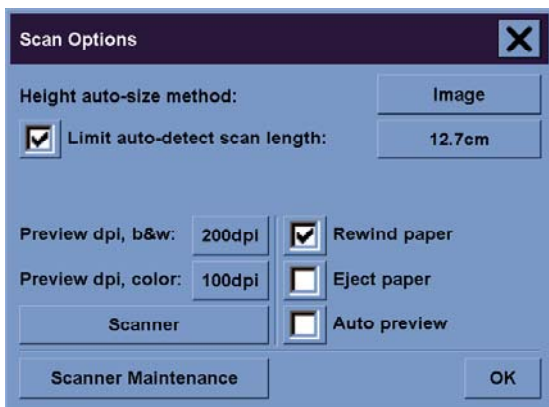 Scan Options
Height auto-size method: Image
Limit auto-detect scan length: 12.7cm
Preview dpi, b&w: 200dpi Rewind paper
Preview dpi, color: 100dpi Eject paper
Scanner Auto preview
Scanner Maintenance OK